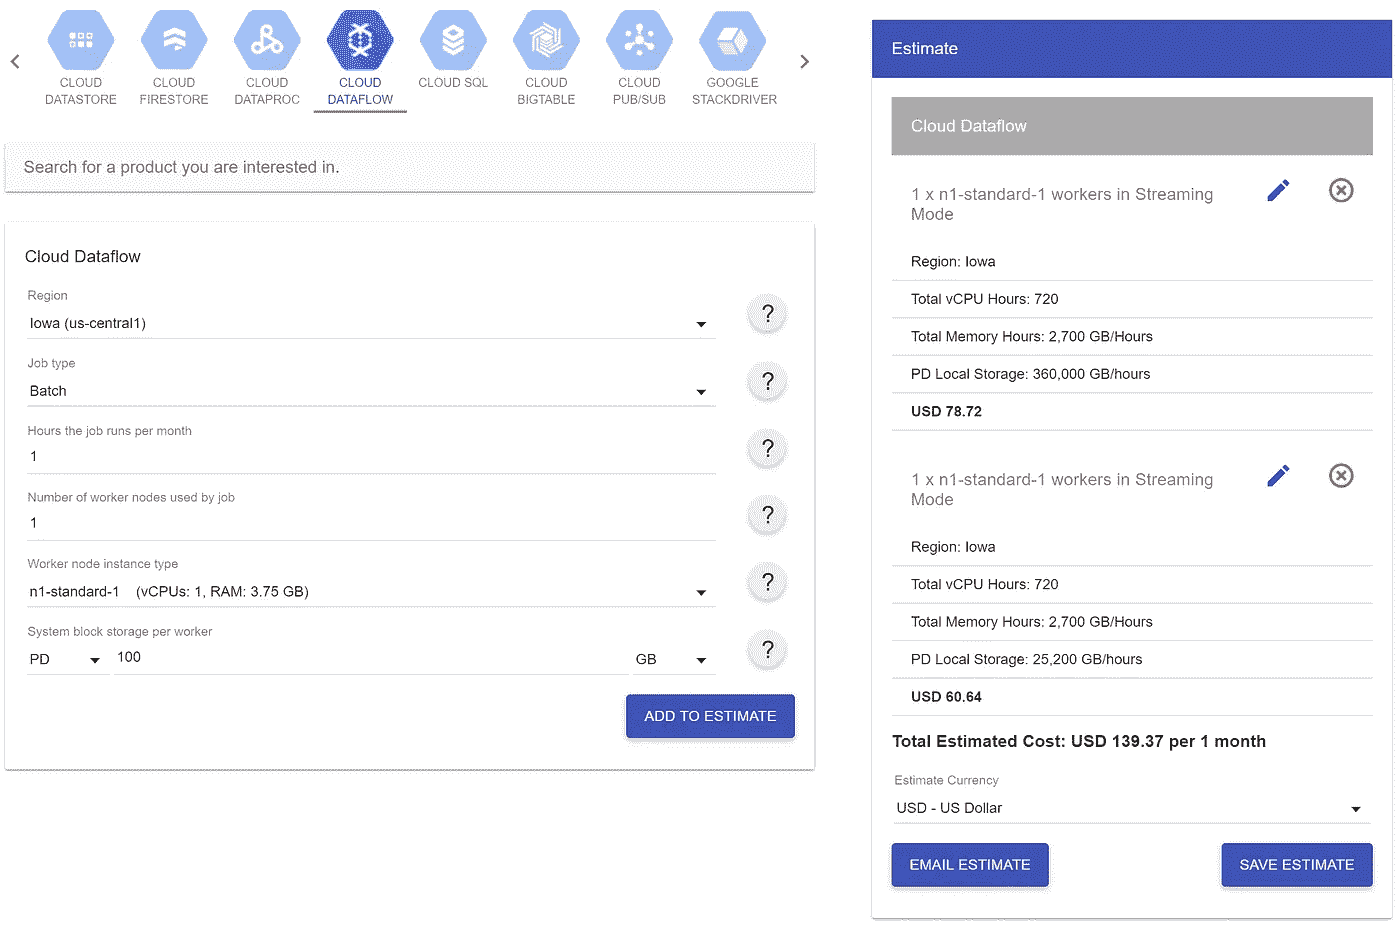 CLOUD DATASTORE
CLOUD FIRESTORE
CLOUD DATAPROC
CLOUD DATAFLOW
CLOUD SQL
CLOUD BIGTABLE
CLOUD PUB/SUB
GOOGLE STACKDRIVER
Search for a product you are interested in.
Cloud Dataflow
Region
Iowa (us-central1)
?
Job type
Batch
?
Hours the job runs per month
1
?
Number of worker nodes used by job
1
?
Worker node instance type
n1-standard-1 (vCPUs: 1, RAM: 3.75 GB)
?
System block storage per worker
PD 100 GB
?
ADD TO ESTIMATE
Estimate
Cloud Dataflow
1 x n1-standard-1 workers in Streaming
Mode
Region: Iowa
Total vCPU Hours: 720
Total Memory Hours: 2,700 GB/Hours
PD Local Storage: 360,000 GB/hours
USD 78.72
1 x n1-standard-1 workers in Streaming
Mode
Region: Iowa
Total vCPU Hours: 720
Total Memory Hours: 2,700 GB/Hours
PD Local Storage: 25,200 GB/hours
USD 60.64
Total Estimated Cost: USD 139.37 per 1 month
Estimate Currency
USD - US Dollar
EMAIL ESTIMATE
SAVE ESTIMATE